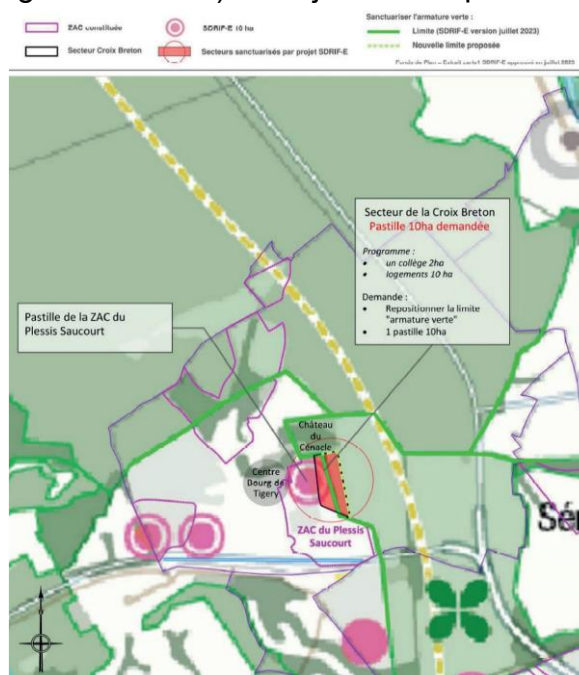 ZAC constituée
SDRIF-E 10 ha
Secteur Croix Breton
Secteurs sanctuarisés par projet SDRIF-E
Sanctuariser l'armature verte :
Limite (SDRIF-E version juillet 2023)
Nouvelle limite proposée
Secteur de la Croix Breton
Pastille 10ha demandée
Programme :
• un collège 2ha
• logements 10 ha
Demande :
• Repositionner la limite
"armature verte"
• 1 pastille 10ha
Pastille de la ZAC du
Plessis Saucourt
Château
du
Cénacle
Centre
Bourg de
Tigery
ZAC du Plessis
Saucourt
Sé